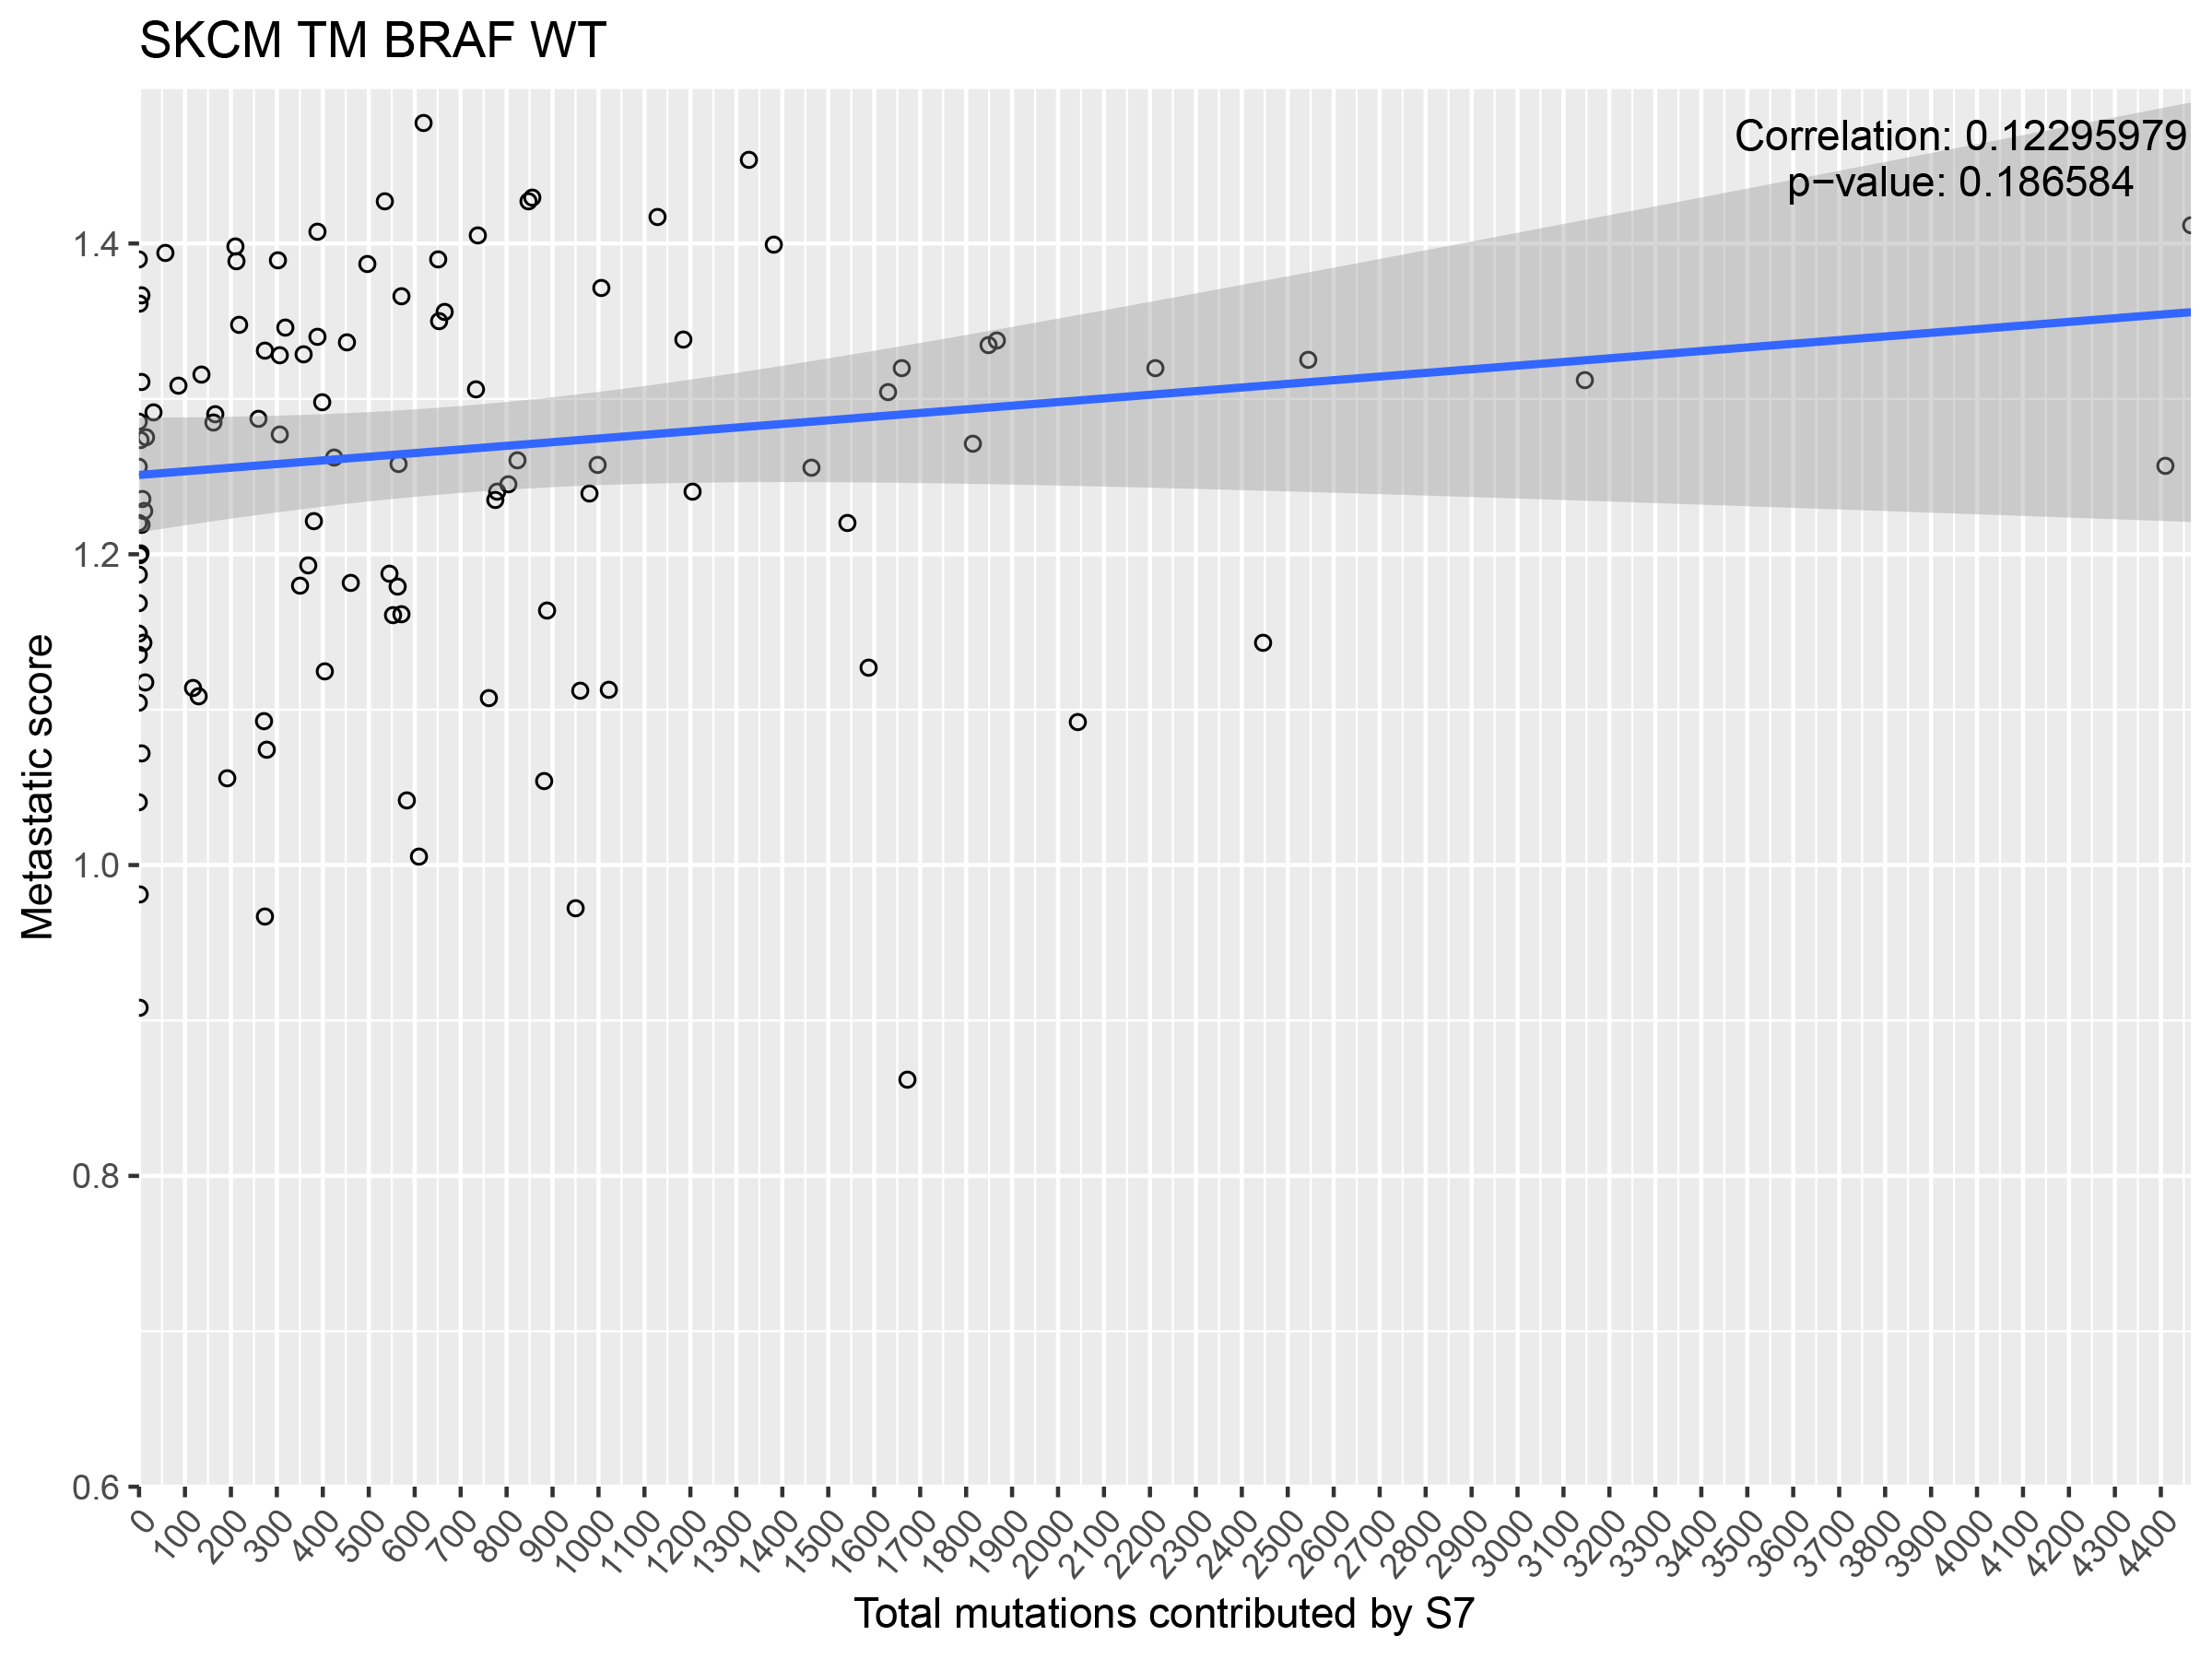 SKCM TM BRAF WT
Correlation: 0.12295979
p−value: 0.186584
1.4
1.2
1.0
0.8
0.6
Metastatic score
0 100 200 300 400 500 600 700 800 900 1000 1100 1200 1300 1400 1500 1600 1700 1800 1900 2000 2100 2200 2300 2400 2500 2600 2700 2800 2900 3000 3100 3200 3300 3400 3500 3600 3700 3800 3900 4000 4100 4200 4300 4400
Total mutations contributed by S7